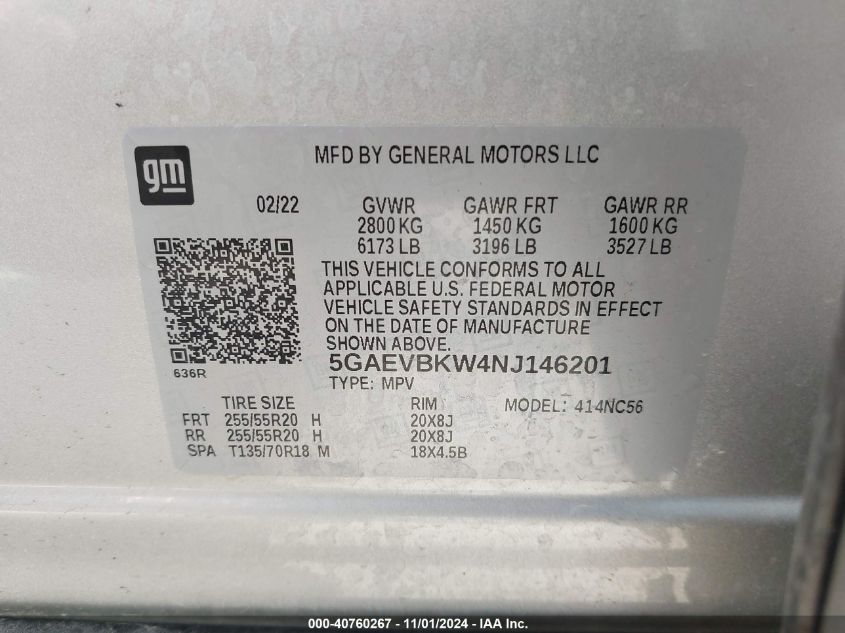 gm
MFD BY GENERAL MOTORS LLC
02/22 GVWR GAWR FRT GAWR RR
2800 KG 1450 KG 1600 KG
6173 LB 3196 LB 3527 LB
THIS VEHICLE CONFORMS TO ALL
APPLICABLE U.S. FEDERAL MOTOR
VEHICLE SAFETY STANDARDS IN EFFECT
ON THE DATE OF MANUFACTURE
SHOWN ABOVE.
636R
5GAEVBKW4NJ146201
TYPE: MPV
TIRE SIZE RIM MODEL: 414NC56
FRT 255/55R20 H 20X8J
RR 255/55R20 H 20X8J
SPA T135/70R18 M 18X4.5B
000-40760267 - 11/01/2024 - IAA Inc.